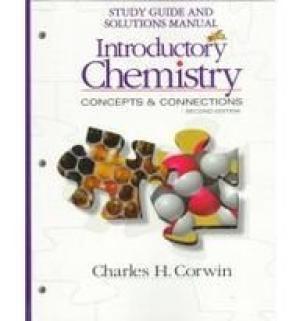 STUDY GUIDE AND
SOLUTIONS MANUAL
Introductory
Chemistry
CONCEPTS & CONNECTIONS
SECOND EDITION
Charles H. Corwin